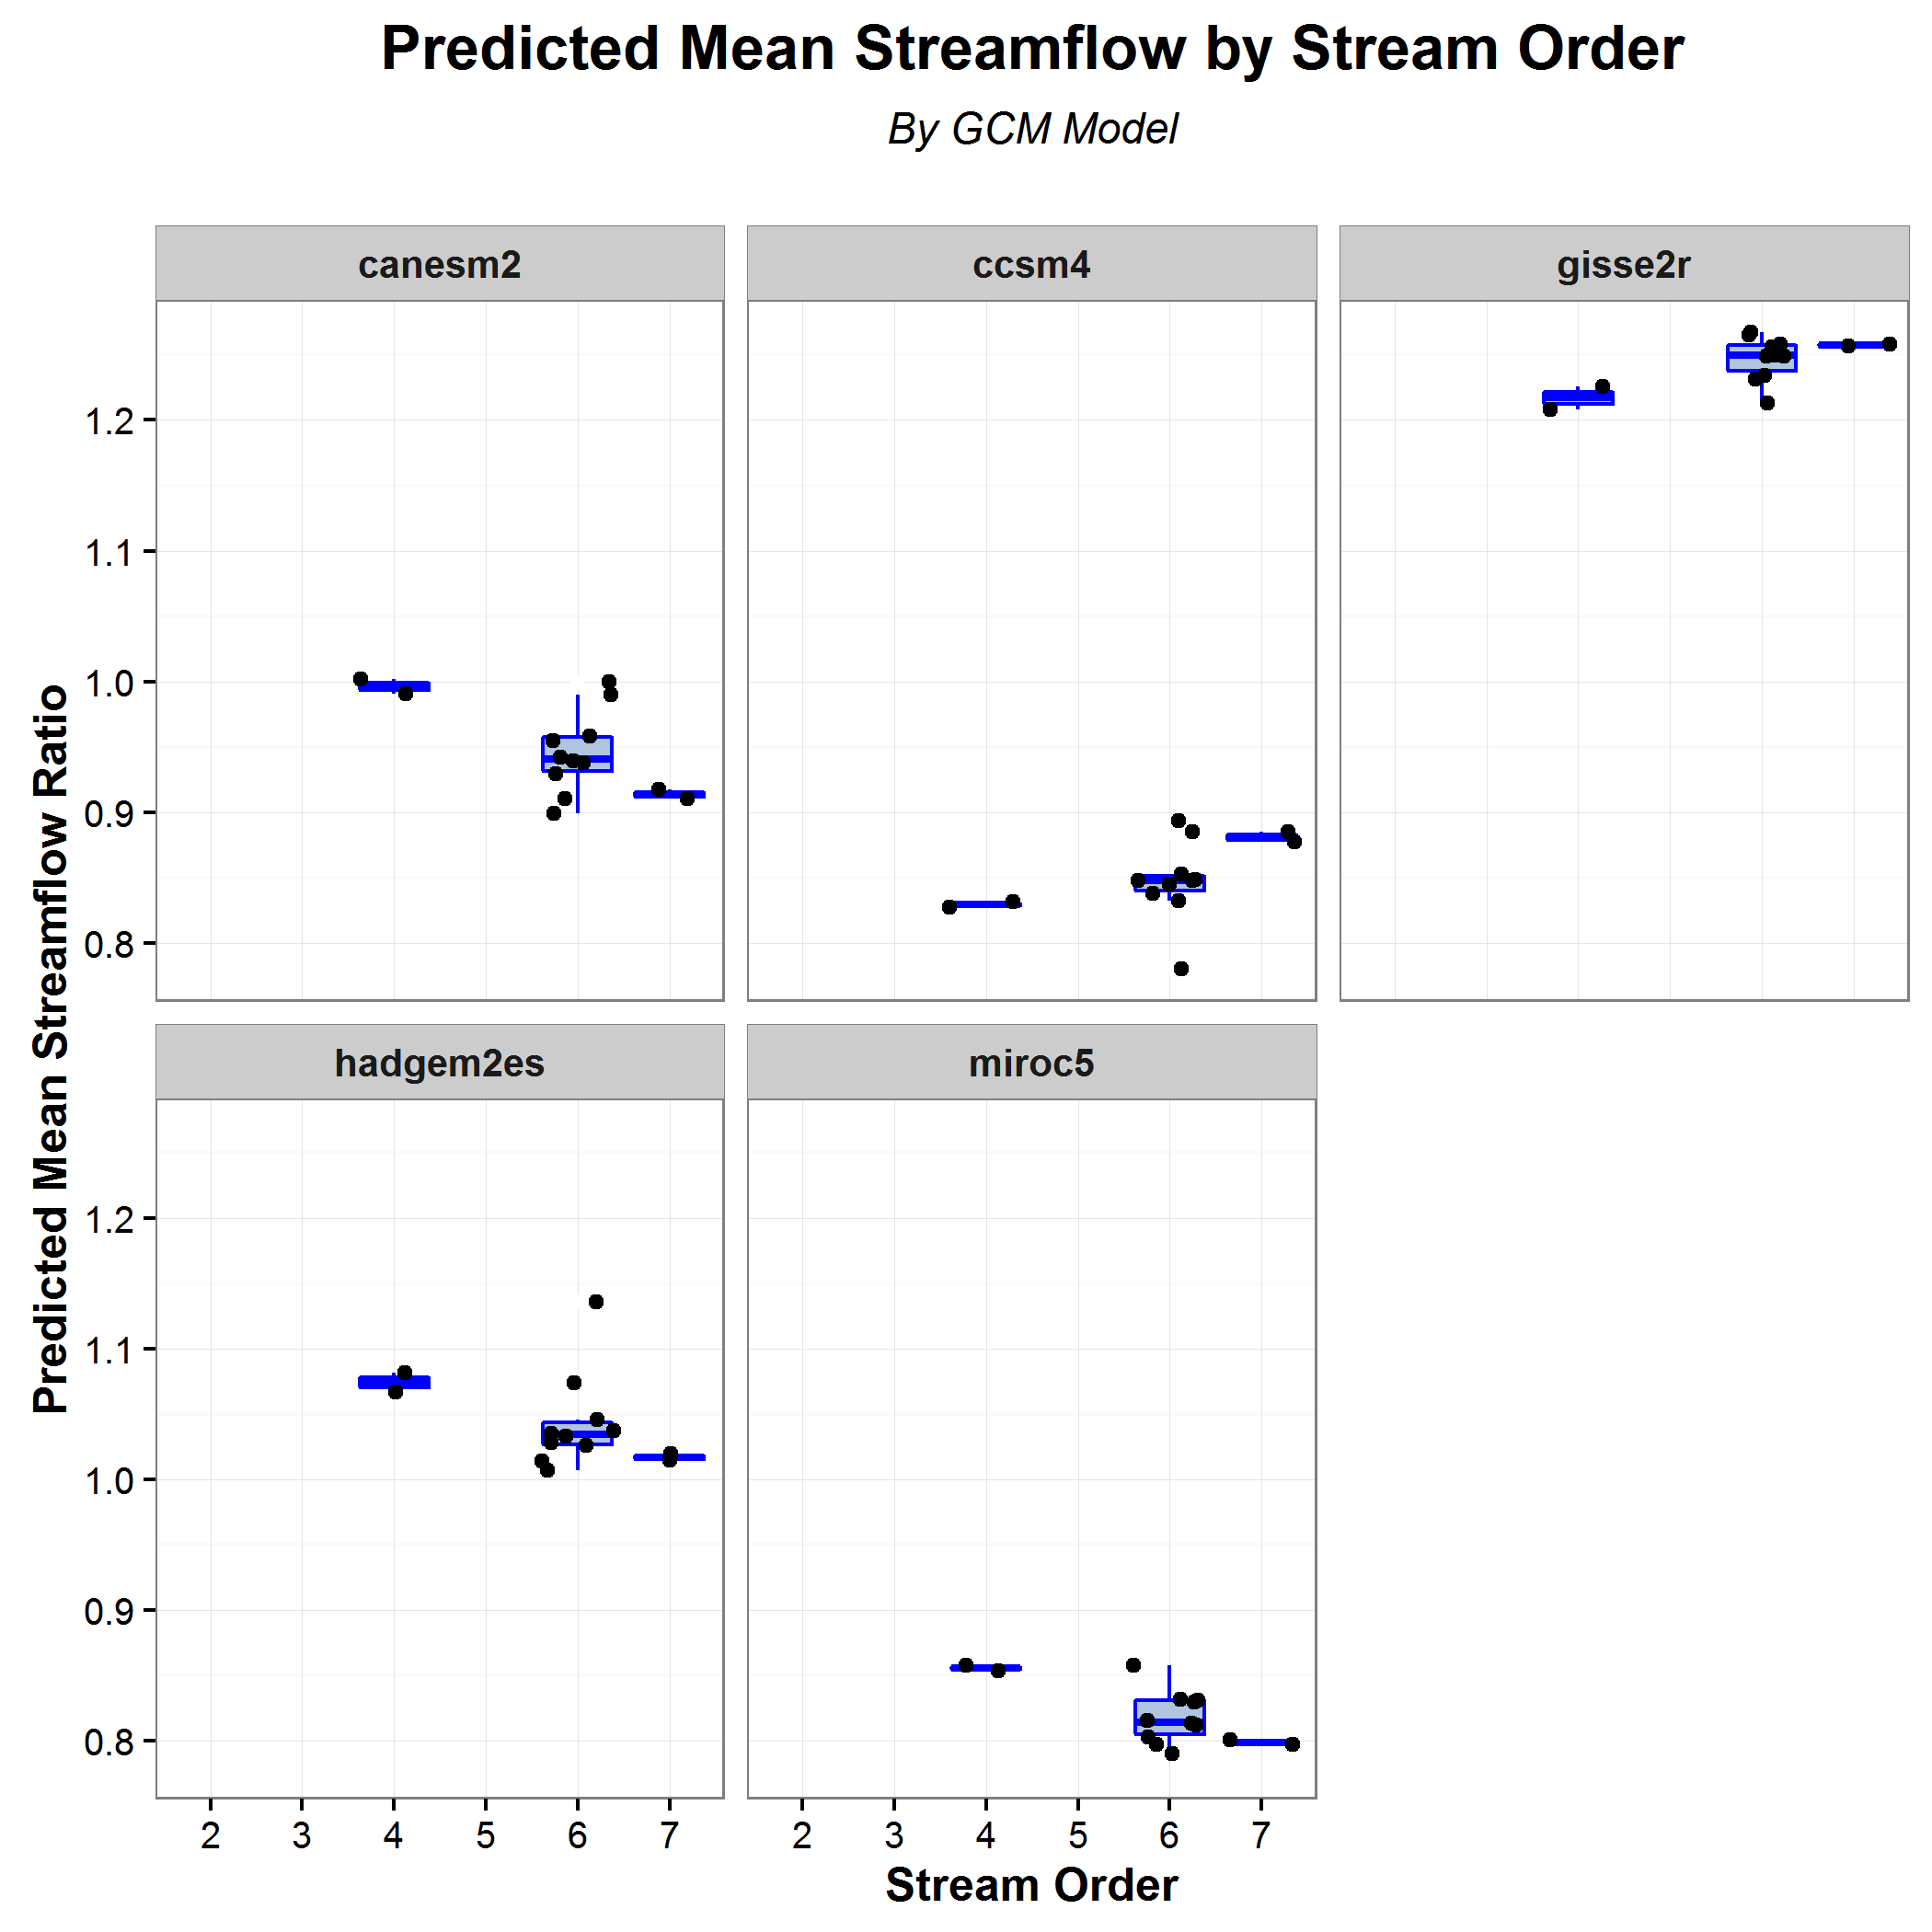 Predicted Mean Streamflow by Stream Order
By GCM Model
canesm2
ccsm4
gisse2r
1.2
1.1
1.0
0.9
0.8
Predicted Mean Streamflow Ratio
hadgem2es
miroc5
1.2
1.1
1.0
0.9
0.8
2 3 4 5 6 7
2 3 4 5 6 7
Stream Order